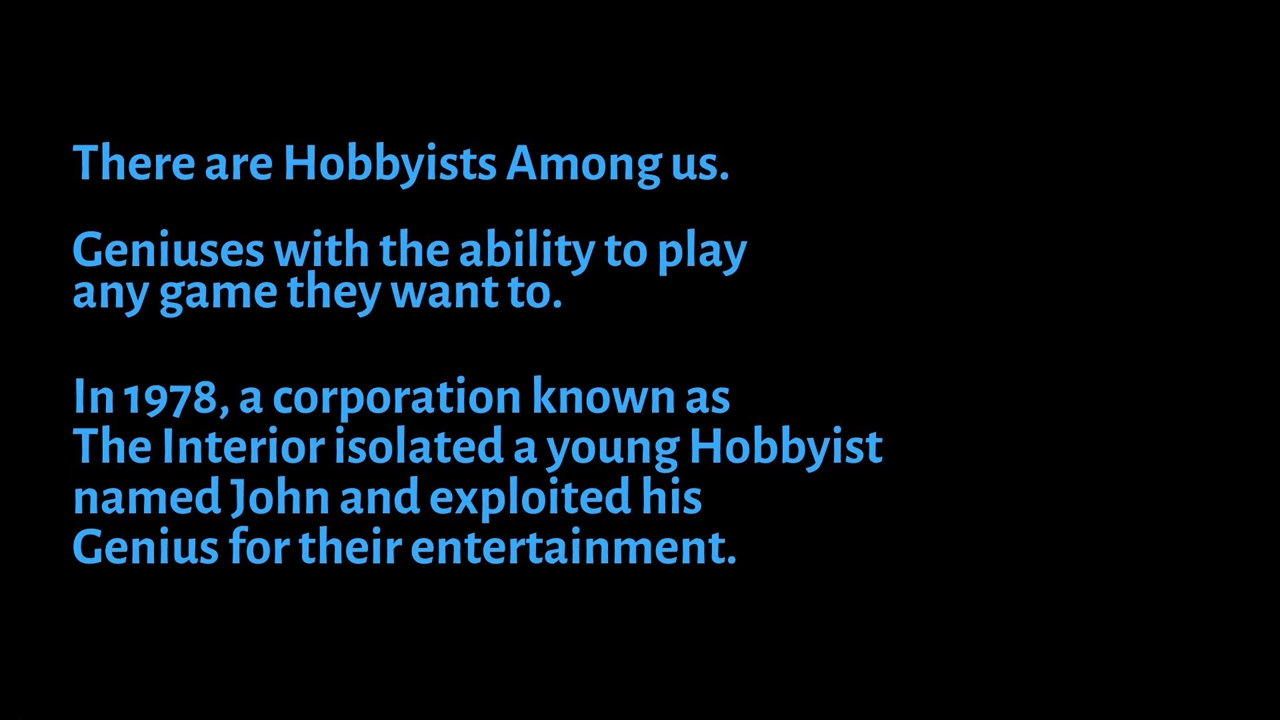 There are Hobbyists Among us.
Geniuses with the ability to play
any game they want to.
In 1978, a corporation known as
The Interior isolated a young Hobbyist
named John and exploited his
Genius for their entertainment.